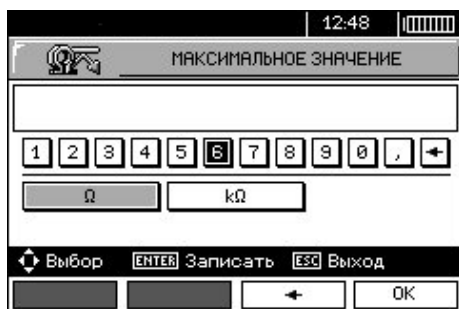 12:48
МАКСИМАЛЬНОЕ ЗНАЧЕНИЕ
1 2 3 4 5 6 7 8 9 0 , ←
Ω kΩ
Выбор ENTER Записать ESC Выход
← OK